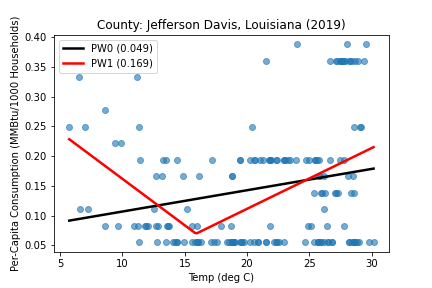 County: Jefferson Davis, Louisiana (2019)
Per-Capita Consumption (MMBtu/1000 Households)
0.40
0.35
0.30
0.25
0.20
0.15
0.10
0.05
PW0 (0.049)
PW1 (0.169)
5 10 15 20 25 30
Temp (deg C)